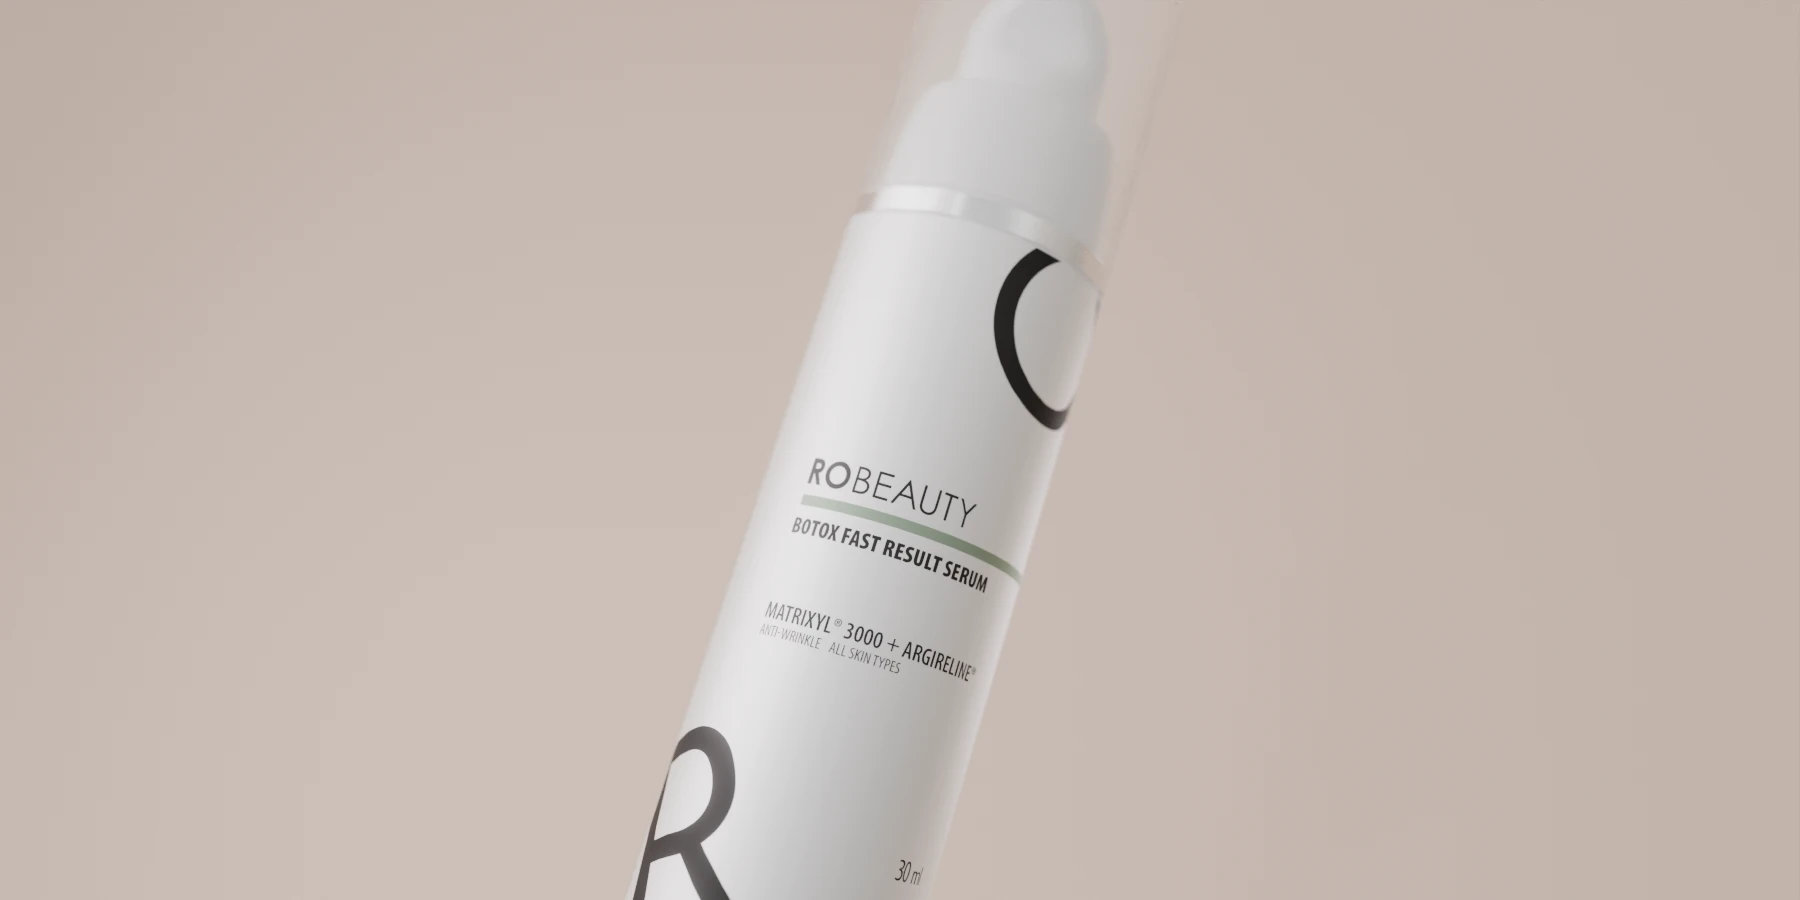 ROBEAUTY
BOTOX FAST RESULT SERUM
MATRIXYL® 3000 + ARGIRELINE®
ANTI-WRINKLE ALL SKIN TYPES
R
30 ml